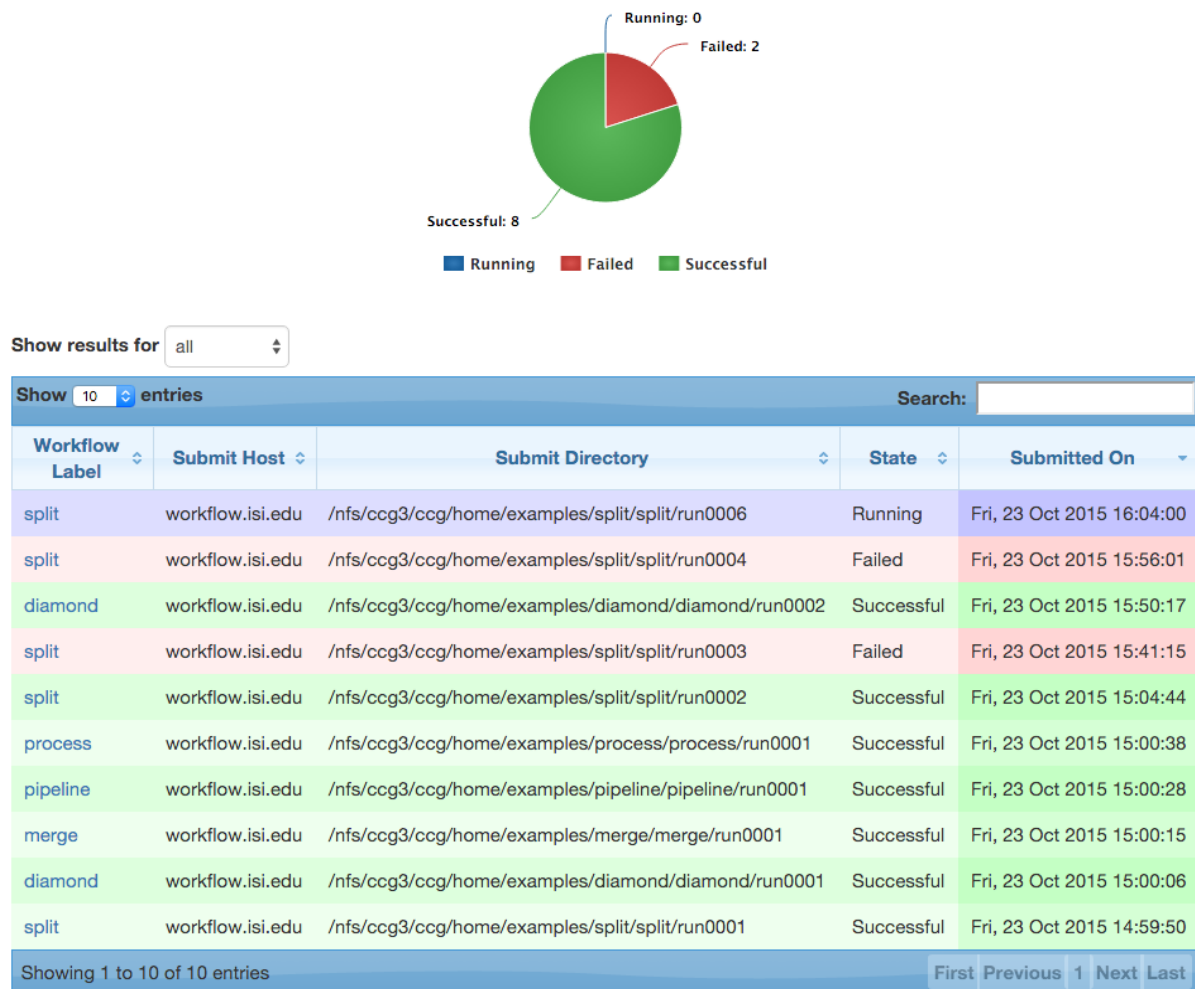 Running: 0
Failed: 2
Successful: 8
Running Failed Successful
Show results for all
Show 10 entries Search:
Workflow Label Submit Host Submit Directory State Submitted On
split workflow.isi.edu /nfs/ccg3/ccg/home/examples/split/split/run0006 Running Fri, 23 Oct 2015 16:04:00
split workflow.isi.edu /nfs/ccg3/ccg/home/examples/split/split/run0004 Failed Fri, 23 Oct 2015 15:56:01
diamond workflow.isi.edu /nfs/ccg3/ccg/home/examples/diamond/diamond/run0002 Successful Fri, 23 Oct 2015 15:50:17
split workflow.isi.edu /nfs/ccg3/ccg/home/examples/split/split/run0003 Failed Fri, 23 Oct 2015 15:41:15
split workflow.isi.edu /nfs/ccg3/ccg/home/examples/split/split/run0002 Successful Fri, 23 Oct 2015 15:04:44
process workflow.isi.edu /nfs/ccg3/ccg/home/examples/process/process/run0001 Successful Fri, 23 Oct 2015 15:00:38
pipeline workflow.isi.edu /nfs/ccg3/ccg/home/examples/pipeline/pipeline/run0001 Successful Fri, 23 Oct 2015 15:00:28
merge workflow.isi.edu /nfs/ccg3/ccg/home/examples/merge/merge/run0001 Successful Fri, 23 Oct 2015 15:00:15
diamond workflow.isi.edu /nfs/ccg3/ccg/home/examples/diamond/diamond/run0001 Successful Fri, 23 Oct 2015 15:00:06
split workflow.isi.edu /nfs/ccg3/ccg/home/examples/split/split/run0001 Successful Fri, 23 Oct 2015 14:59:50
Showing 1 to 10 of 10 entries First Previous 1 Next Last